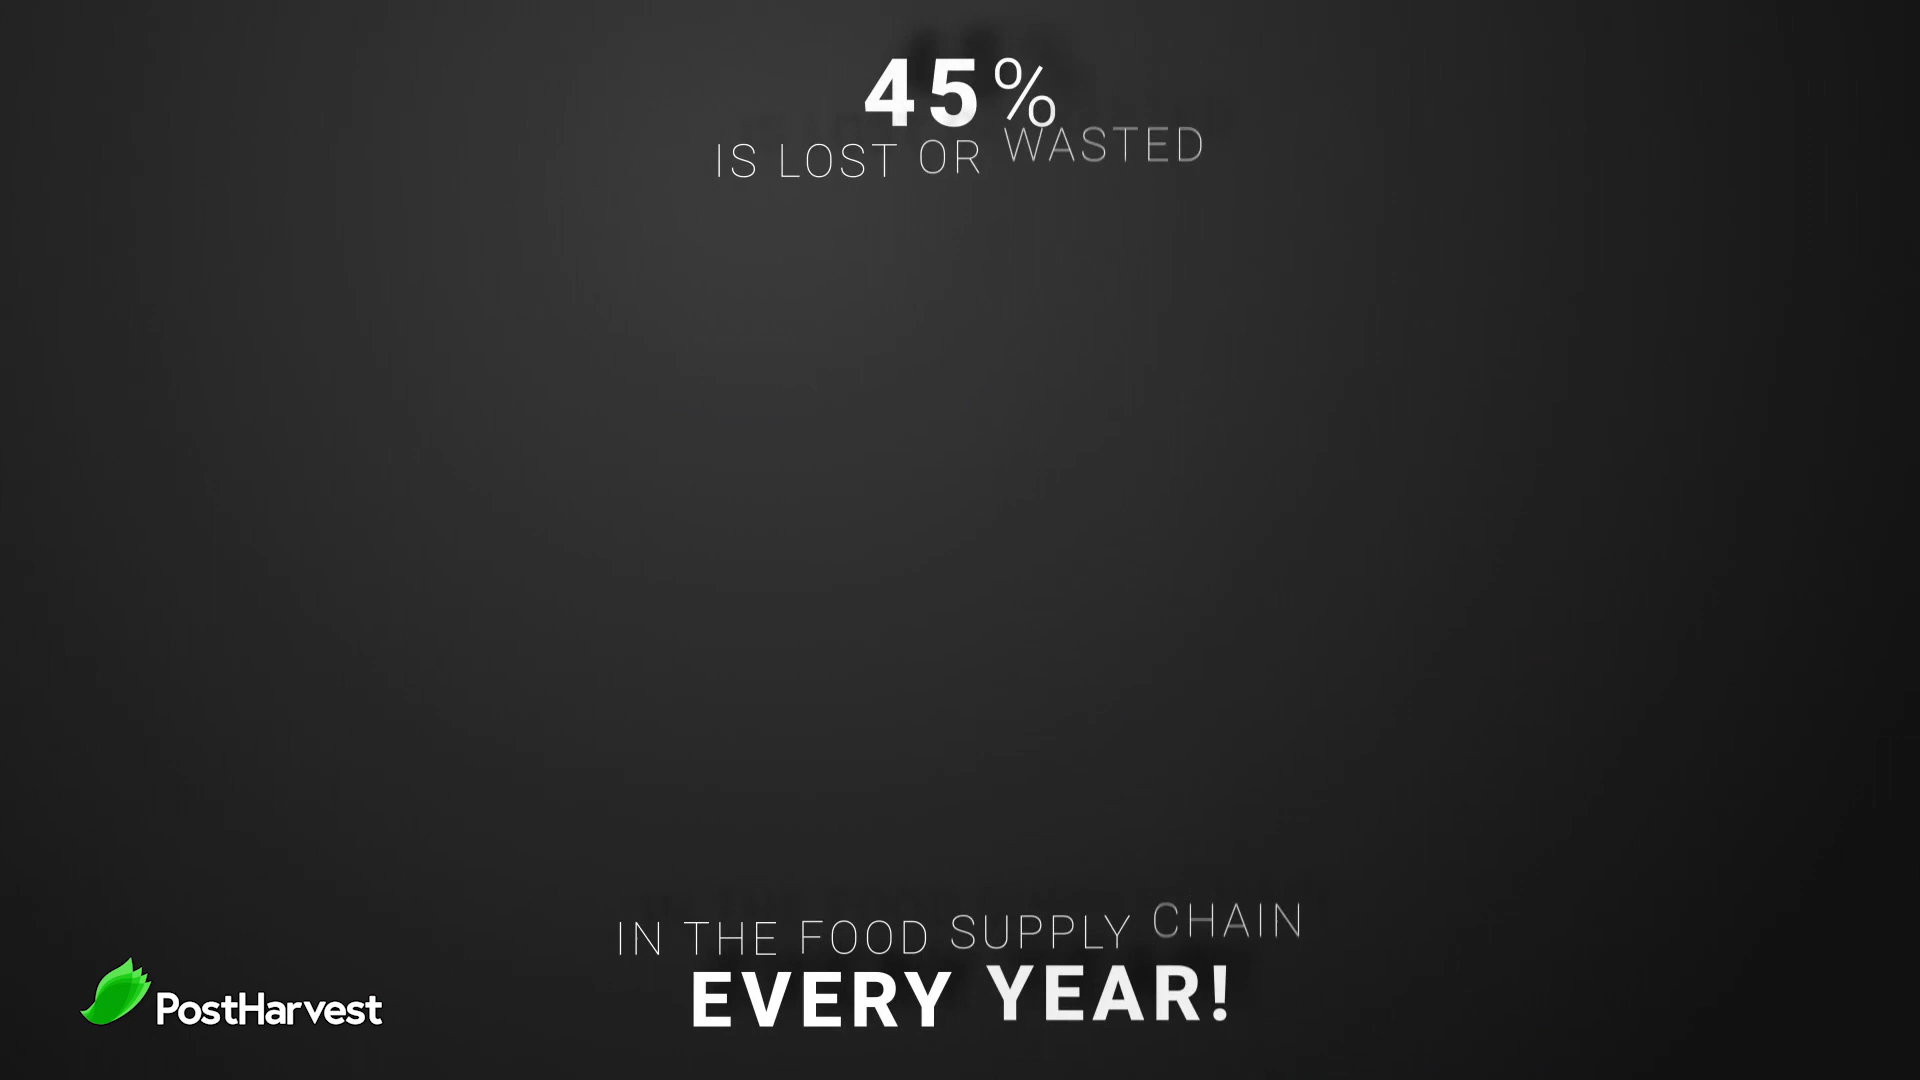 45%
IS LOST OR WASTED
IN THE FOOD SUPPLY CHAIN
EVERY YEAR!
PostHarvest